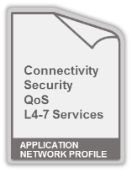 Connectivity
Security
QoS
L4-7 Services
APPLICATION
NETWORK PROFILE